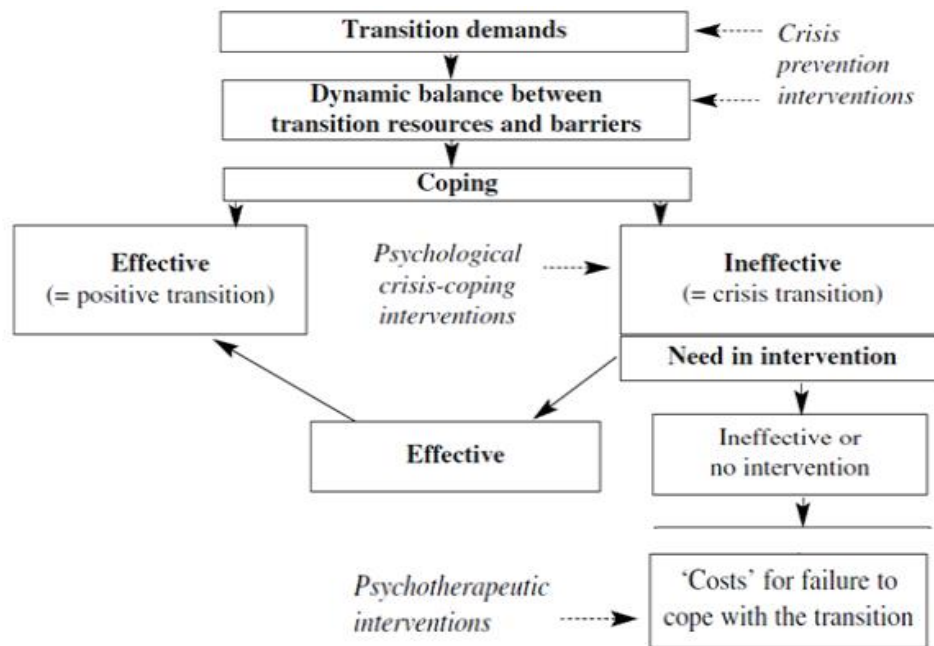 Transition demands
Crisis
prevention
interventions
Dynamic balance between
transition resources and barriers
Coping
Effective
(= positive transition)
Psychological
crisis-coping
interventions
Ineffective
(= crisis transition)
Need in intervention
Effective
Ineffective or
no intervention
Psychotherapeutic
interventions
‘Costs’ for failure to
cope with the transition